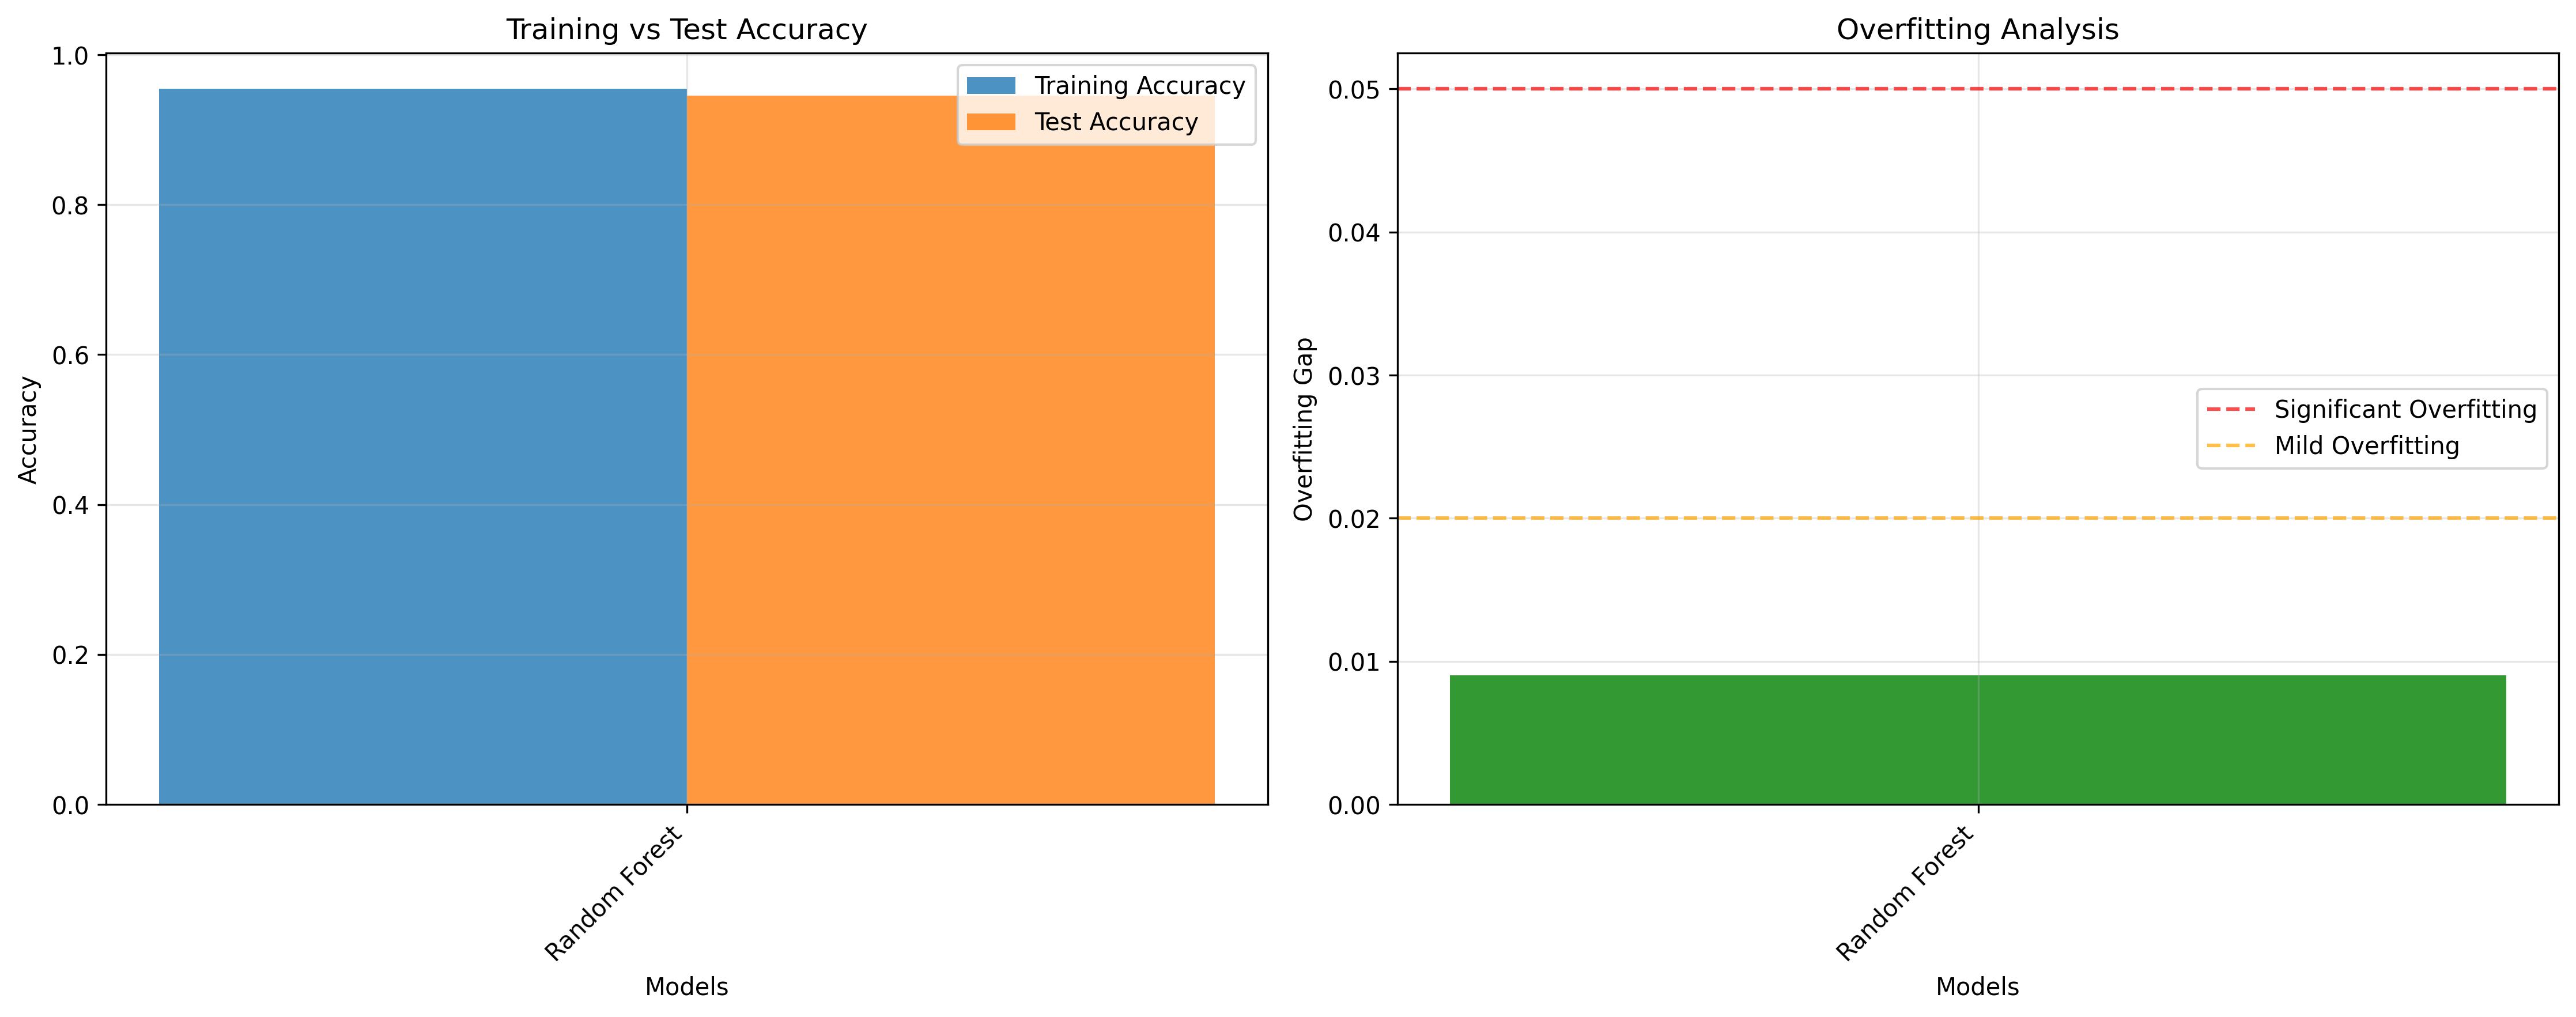 Training vs Test Accuracy
1.0
0.8
0.6
0.4
0.2
0.0
Accuracy
Training Accuracy
Test Accuracy
Random Forest
Models
Overfitting Analysis
0.05
0.04
0.03
0.02
0.01
0.00
Overfitting Gap
Significant Overfitting
Mild Overfitting
Random Forest
Models